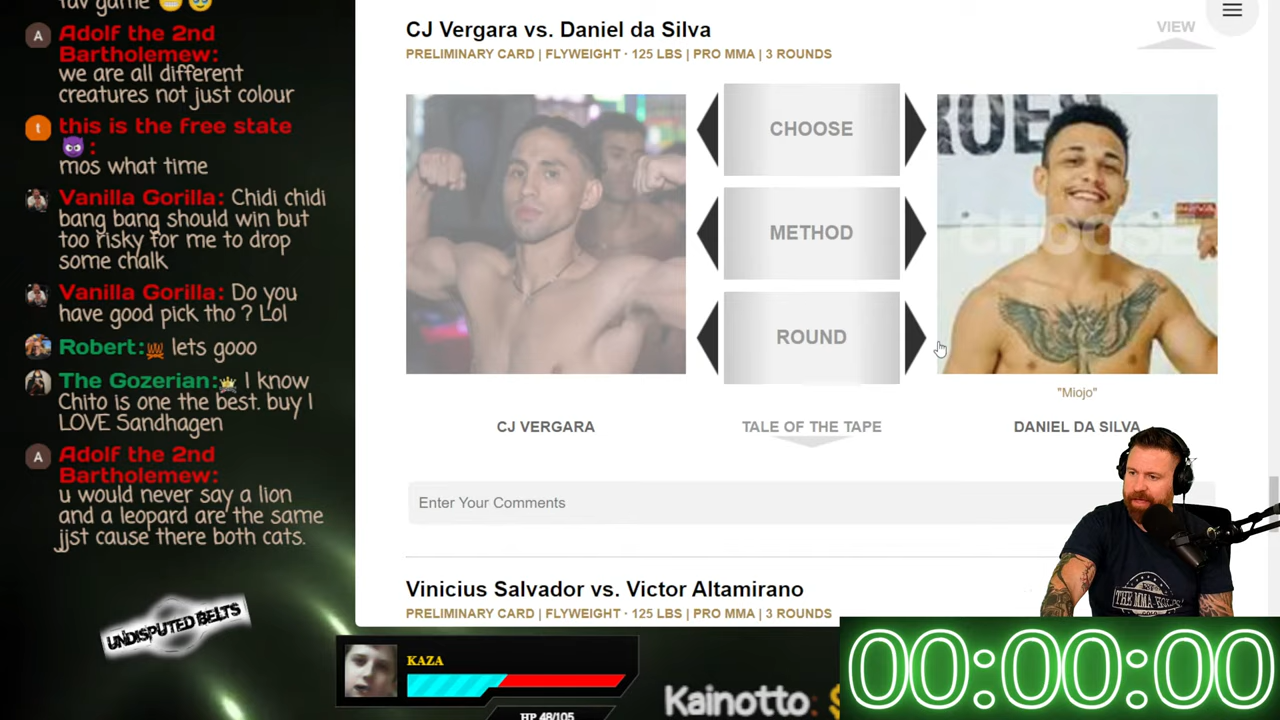 fav game
A Adolf the 2nd
Bartholemew:
we are all different
creatures not just colour
t this is the free state
:
mos what time
Vanilla Gorilla: Chidi chidi
bang bang should win but
too risky for me to drop
some chalk
Vanilla Gorilla: Do you
have good pick tho ? Lol
Robert: lets gooo
The Gozerian: I know
Chito is one the best. buy I
LOVE Sandhagen
A Adolf the 2nd
Bartholemew:
u would never say a lion
and a leopard are the same
jjst cause there both cats.
UNDISPUTED BELTS
CJ Vergara vs. Daniel da Silva
VIEW
PRELIMINARY CARD | FLYWEIGHT · 125 LBS | PRO MMA | 3 ROUNDS
CHOOSE
METHOD
ROUND
CHOOSE
"Miojo"
CJ VERGARA
TALE OF THE TAPE
DANIEL DA SILVA
Enter Your Comments
Vinicius Salvador vs. Victor Altamirano
PRELIMINARY CARD | FLYWEIGHT · 125 LBS | PRO MMA | 3 ROUNDS
THE MMA
KAZA
HP 48/105
Kainotto: $
00:00:00